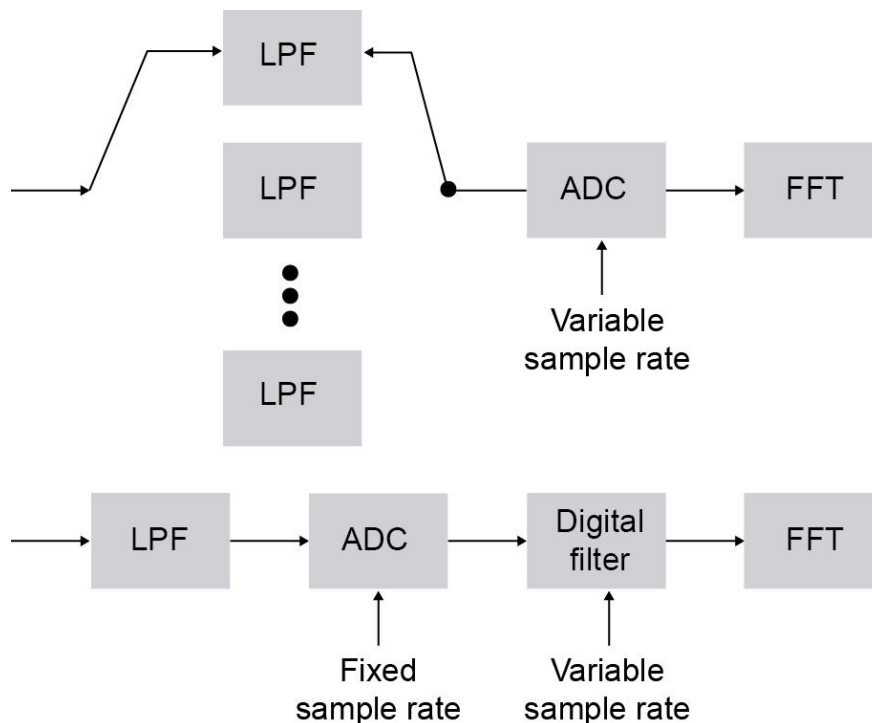 LPF
LPF
ADC
FFT
Variable
sample rate
LPF
LPF
ADC
Digital
filter
FFT
Fixed
sample rate
Variable
sample rate